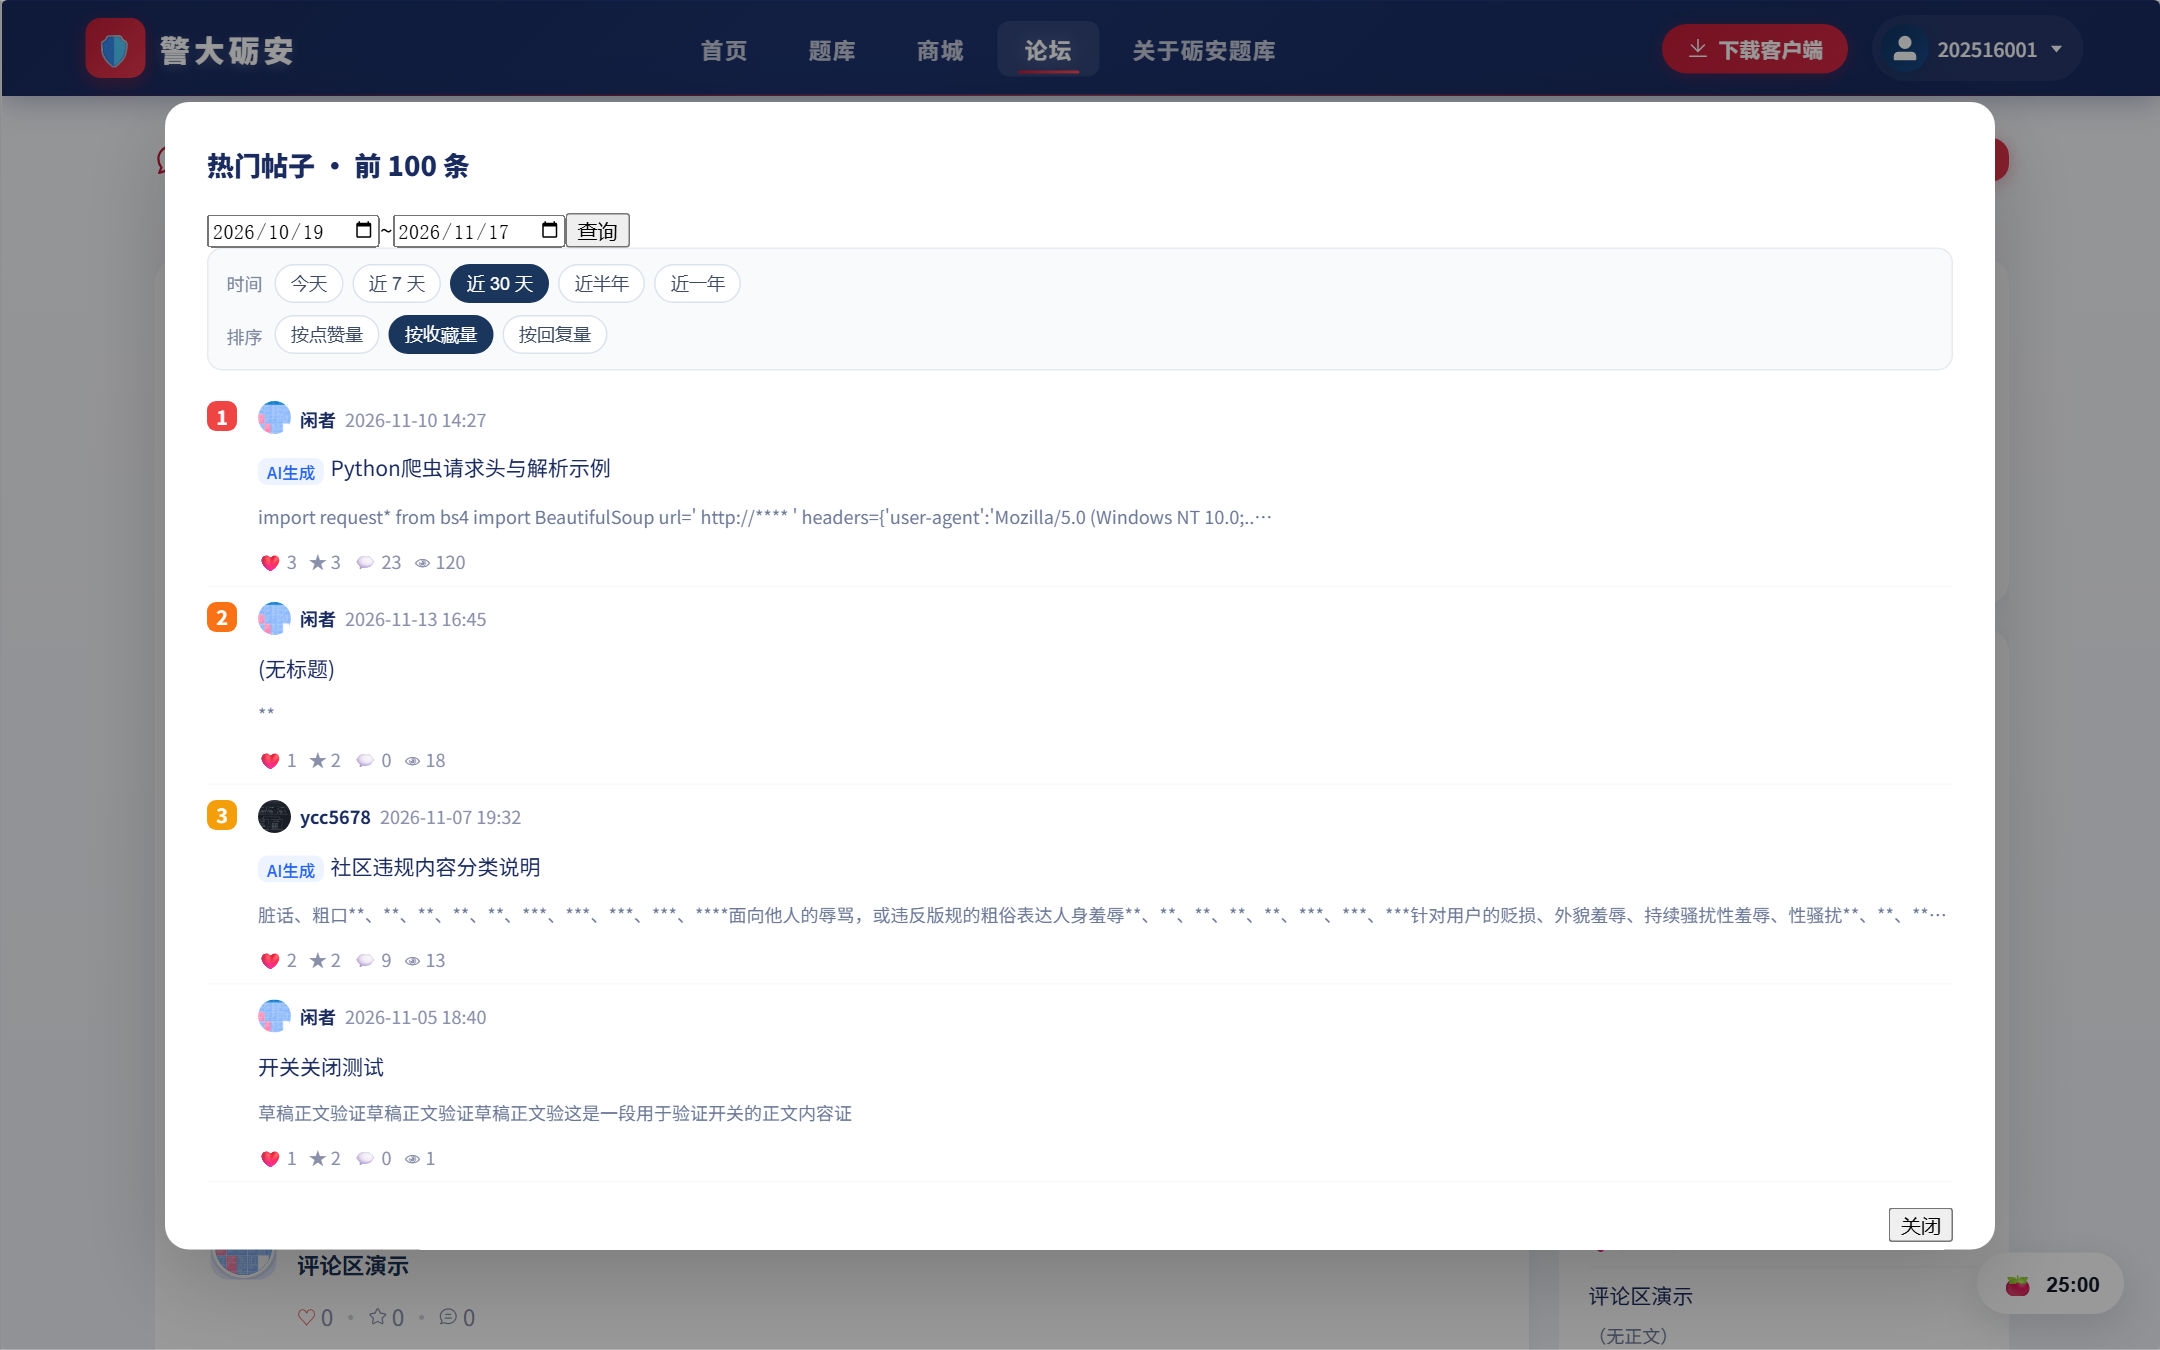 警大砺安
首页 题库 商城 论坛 关于砺安题库
下载客户端 202516001
热门帖子 · 前 100 条
2026/10/19 ~ 2026/11/17 查询
时间 今天 近 7 天 近 30 天 近半年 近一年
排序 按点赞量 按收藏量 按回复量
1 闲者 2026-11-10 14:27
AI生成 Python爬虫请求头与解析示例
import request* from bs4 import BeautifulSoup url=' http://**** ' headers={'user-agent':'Mozilla/5.0 (Windows NT 10.0;..…
3 3 23 120
2 闲者 2026-11-13 16:45
(无标题)
**
1 2 0 18
3 ycc5678 2026-11-07 19:32
AI生成 社区违规内容分类说明
脏话、粗口**、**、**、**、**、***、***、***、***、****面向他人的辱骂，或违反版规的粗俗表达人身羞辱**、**、**、**、**、***、***、***针对用户的贬损、外貌羞辱、持续骚扰性羞辱、性骚扰**、**、**…
2 2 9 13
闲者 2026-11-05 18:40
开关关闭测试
草稿正文验证草稿正文验证草稿正文验这是一段用于验证开关的正文内容证
1 2 0 1
关闭
评论区演示
0 • 0 • 0
评论区演示
（无正文）
25:00